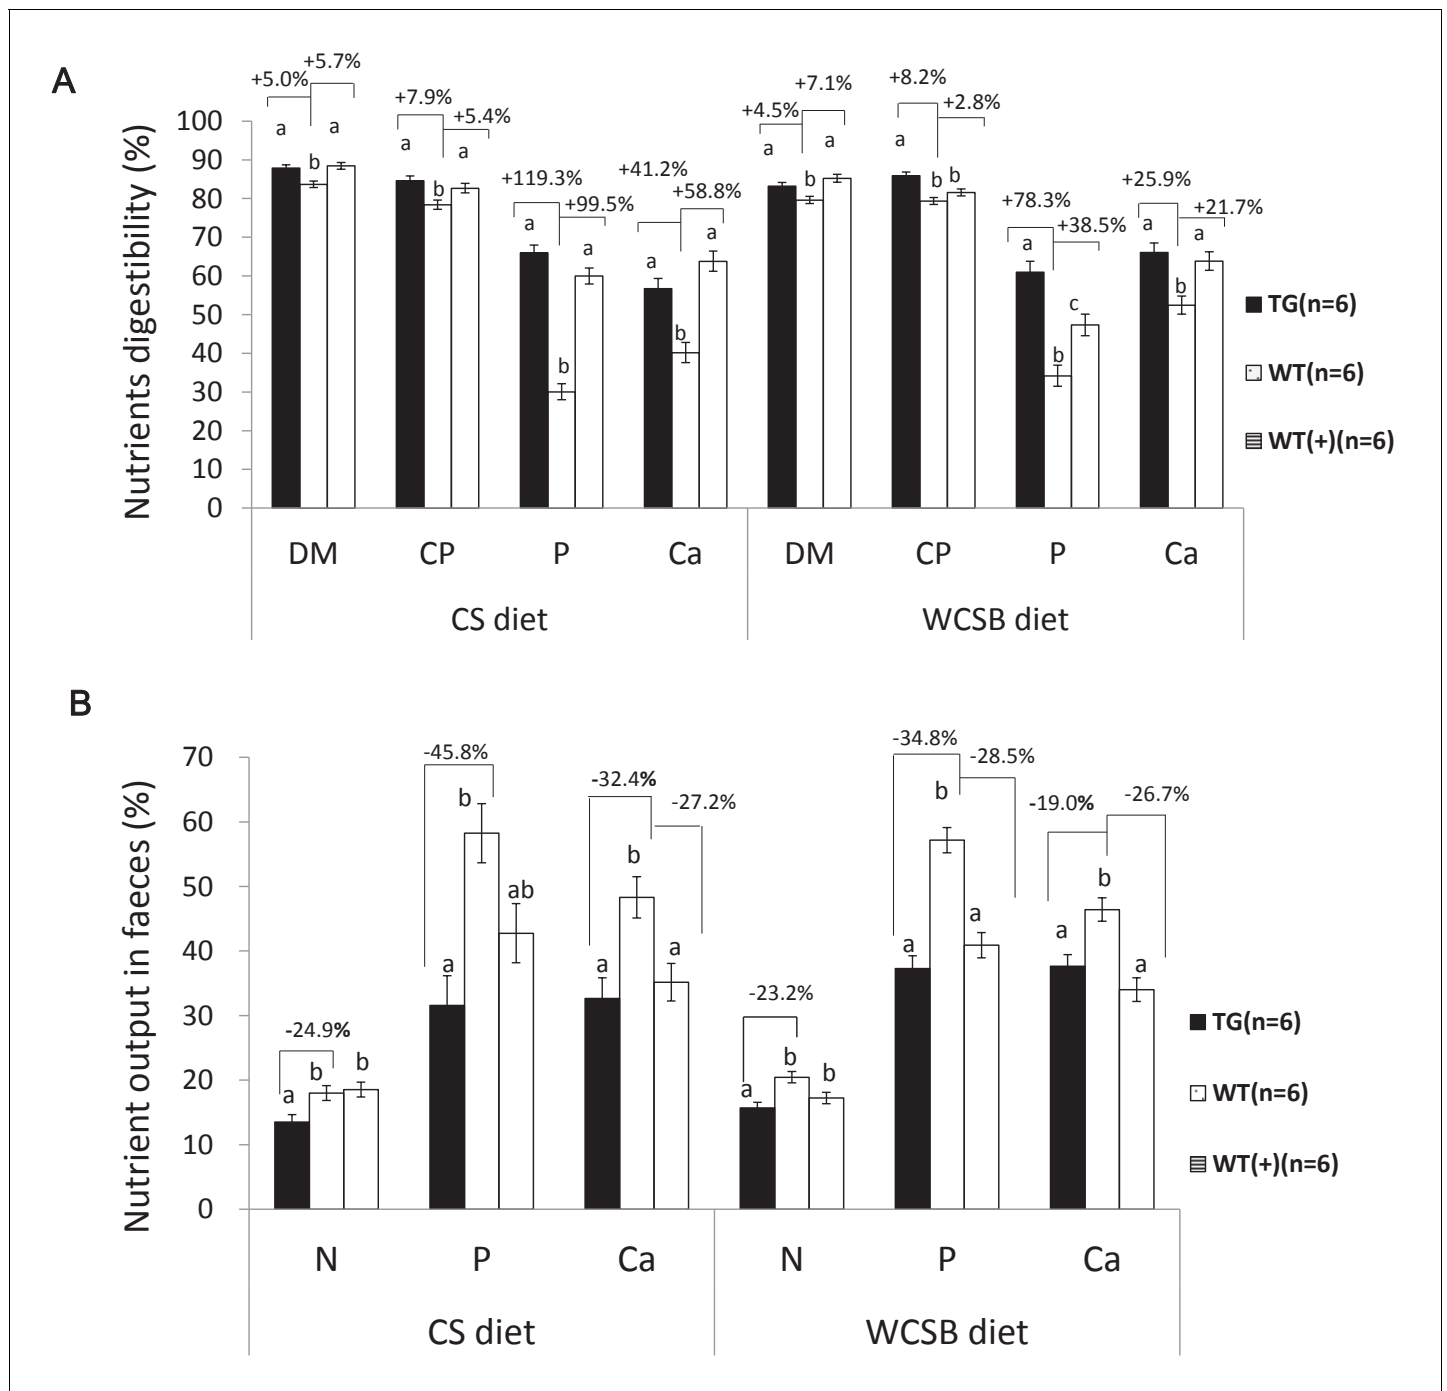 A
+5.0% +5.7% +7.9% +5.4% +119.3% +99.5% +41.2% +58.8% +4.5% +7.1% +8.2% +2.8% +78.3% +38.5% +25.9% +21.7%
Nutrients digestibility (%)
100
90
80
70
60
50
40
30
20
10
0
a b a a b a a b a a b a a b a a b b a b c a b a
TG(n=6)
WT(n=6)
WT(+)(n=6)
DM CP P Ca DM CP P Ca
CS diet WCSB diet
B
-24.9% -45.8% -32.4% -27.2% -23.2% -34.8% -28.5% -19.0% -26.7%
Nutrient output in faeces (%)
70
60
50
40
30
20
10
0
a b b a b ab a b a a b b a b a a b a
TG(n=6)
WT(n=6)
WT(+)(n=6)
N P Ca N P Ca
CS diet WCSB diet